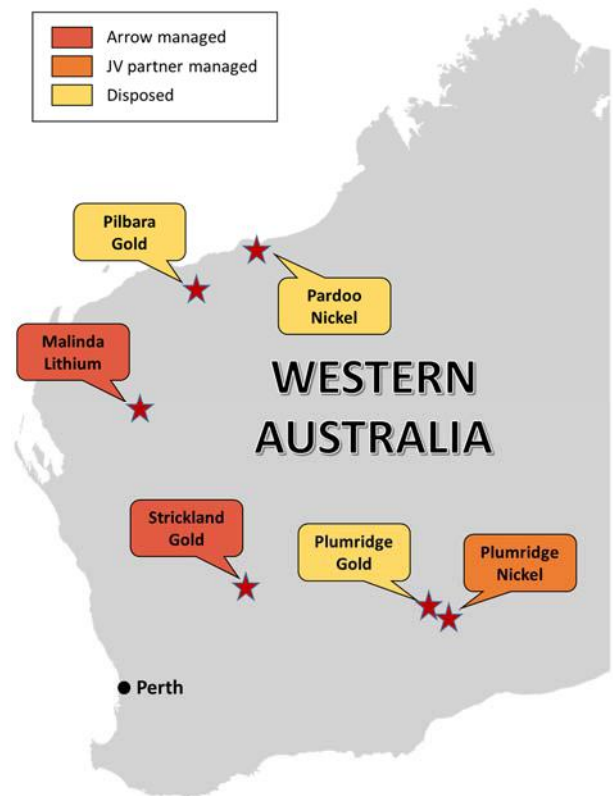 Arrow managed
JV partner managed
Disposed
Pilbara
Gold
Pardoo
Nickel
Malinda
Lithium
WESTERN
AUSTRALIA
Strickland
Gold
Plumridge
Gold
Plumridge
Nickel
Perth